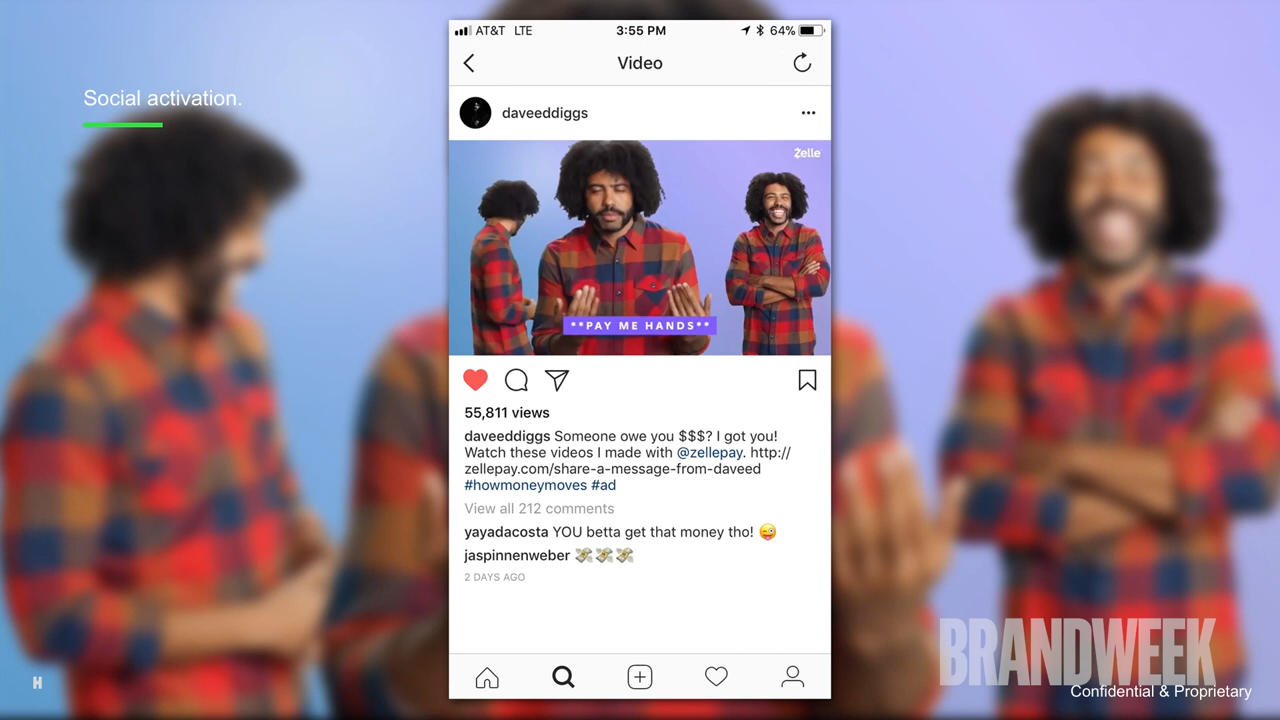 Social activation.
AT&T LTE 3:55 PM 64%
Video
daveeddiggs
Zelle
**PAY ME HANDS**
55,811 views
daveeddiggs Someone owe you $$$? I got you!
Watch these videos I made with @zellepay. http://
zellepay.com/share-a-message-from-daveed
#howmoneymoves #ad
View all 212 comments
yayadacosta YOU betta get that money tho! 😜
jaspinnenweber 💸💸💸
2 DAYS AGO
H
BRANDWEEK
Confidential & Proprietary